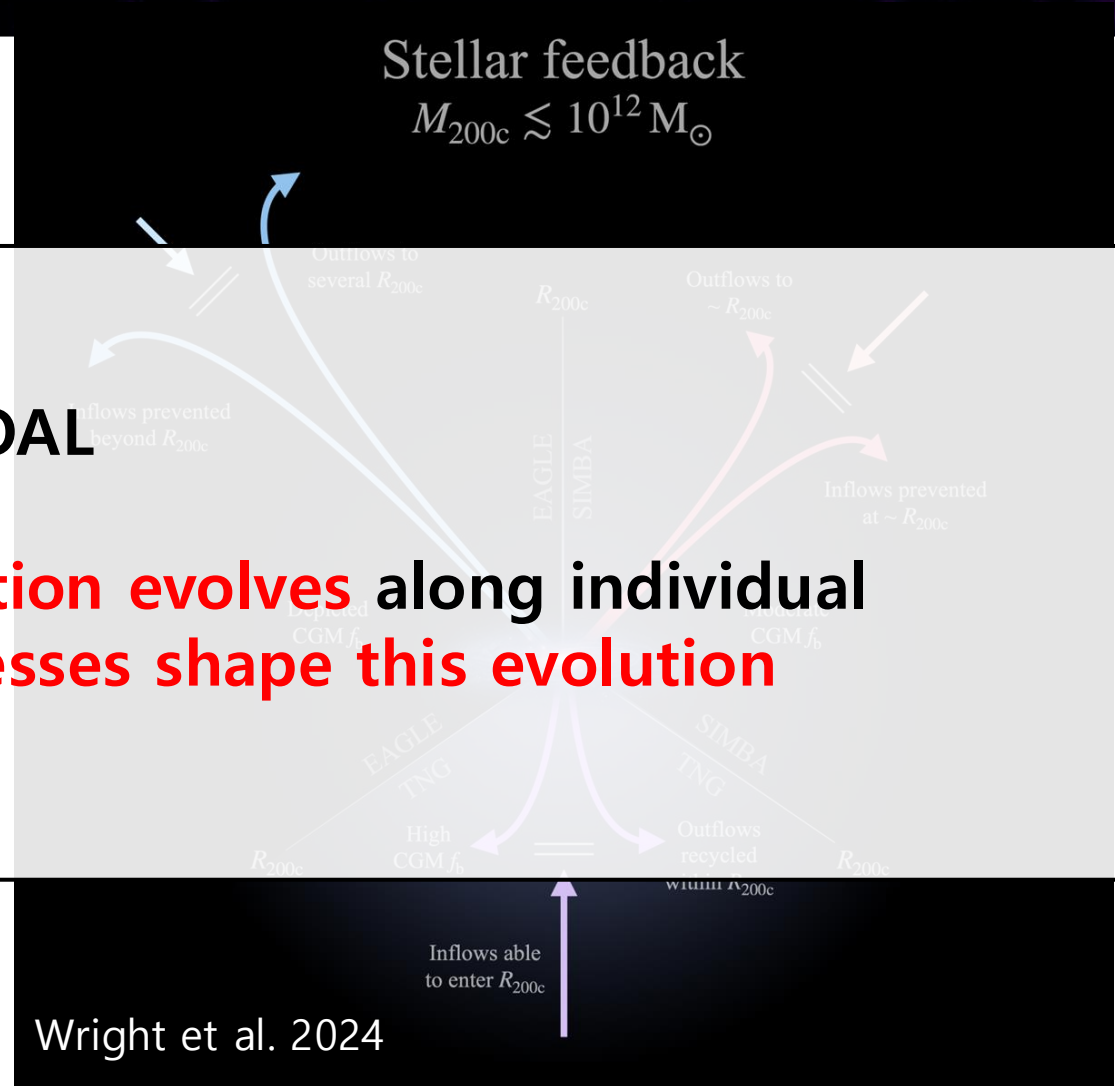 Stellar feedback
M200c ≲ 10^12 M⊙
Outflows to
several R200c
R200c
Outflows to
~ R200c
Inflows prevented
beyond R200c
OAL
EAGLE
SIMBA
Inflows prevented
at ~ R200c
tion evolves along individual
Depleted
CGM fb
Moderate
CGM fb
esses shape this evolution
EAGLE
TNG
SIMBA
TNG
High
CGM fb
Outflows
recycled
within R200c
R200c
R200c
Inflows able
to enter R200c
Wright et al. 2024